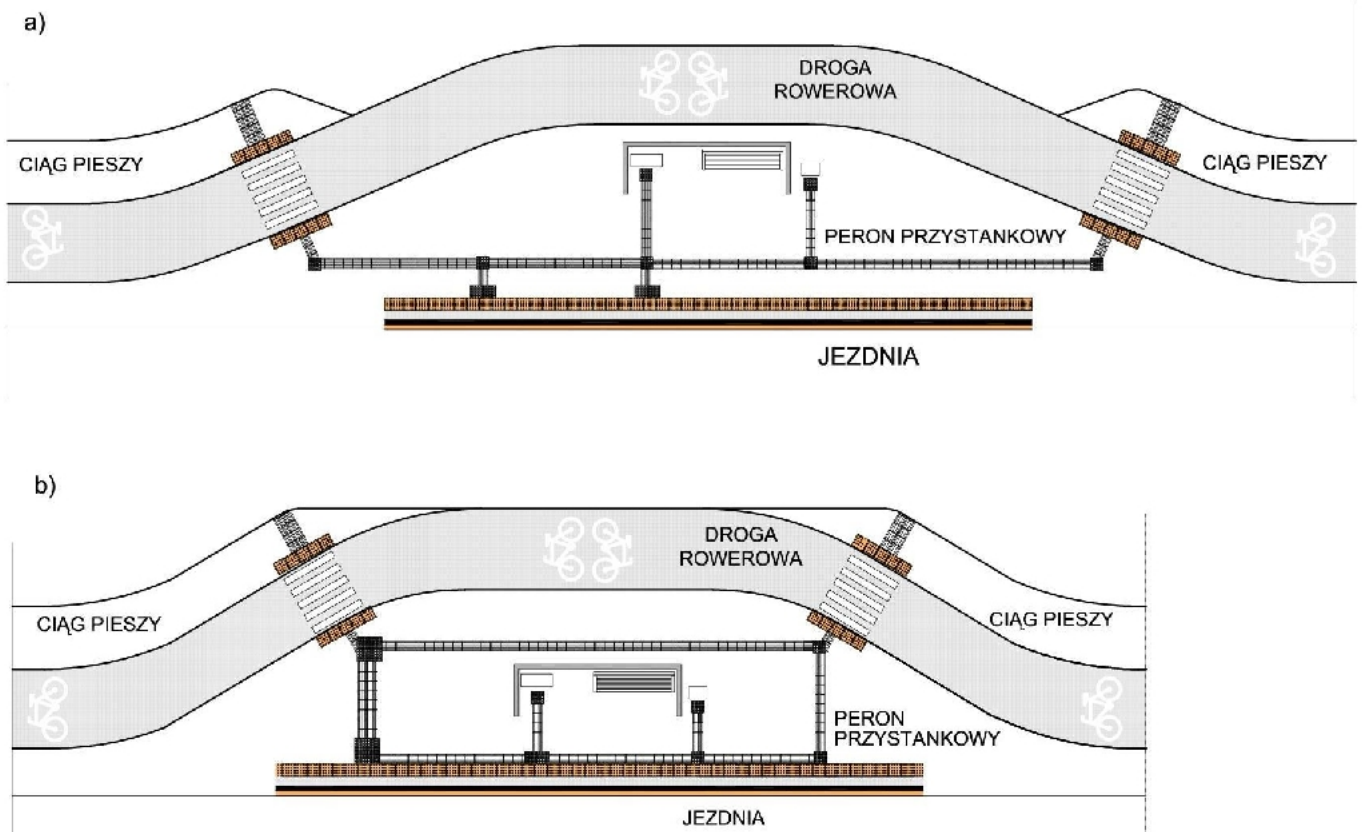 a)
DROGA
ROWEROWA
CIĄG PIESZY
CIĄG PIESZY
PERON PRZYSTANKOWY
JEZDNIA
b)
DROGA
ROWEROWA
CIĄG PIESZY
CIĄG PIESZY
PERON
PRZYSTANKOWY
JEZDNIA